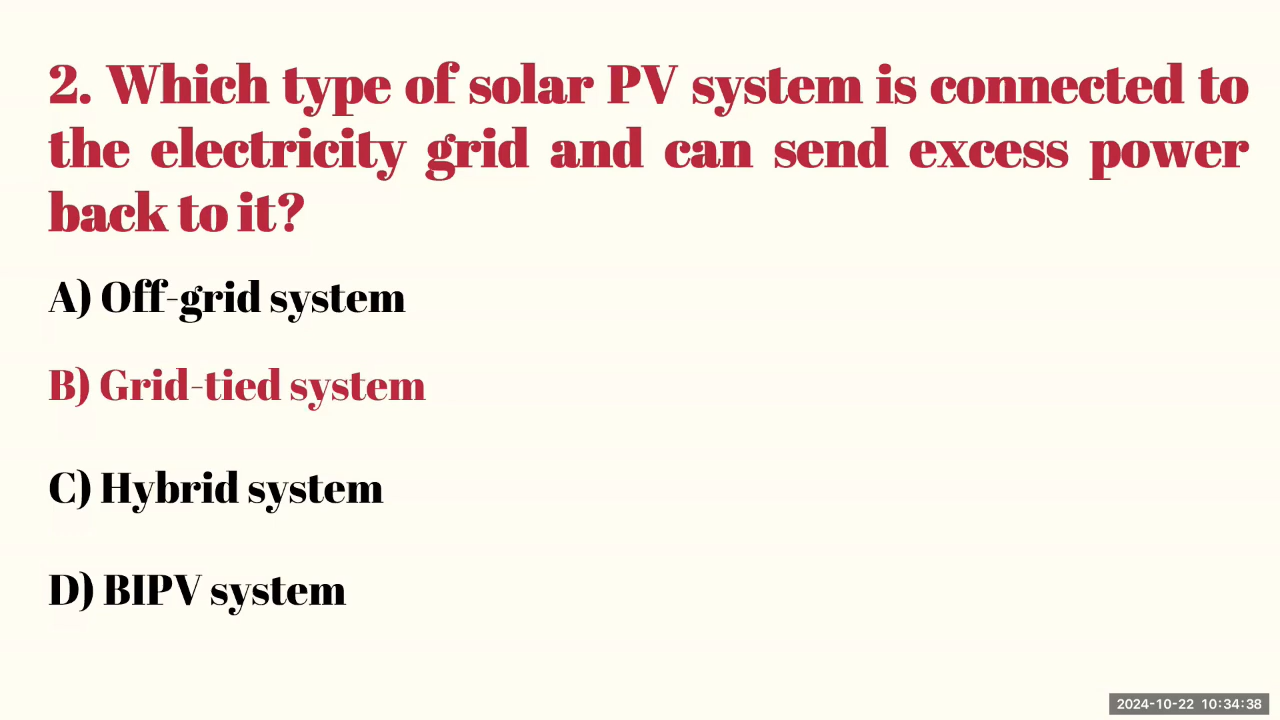 2. Which type of solar PV system is connected to
the electricity grid and can send excess power
back to it?
A) Off-grid system
B) Grid-tied system
C) Hybrid system
D) BIPV system
2024-10-22 10:34:38